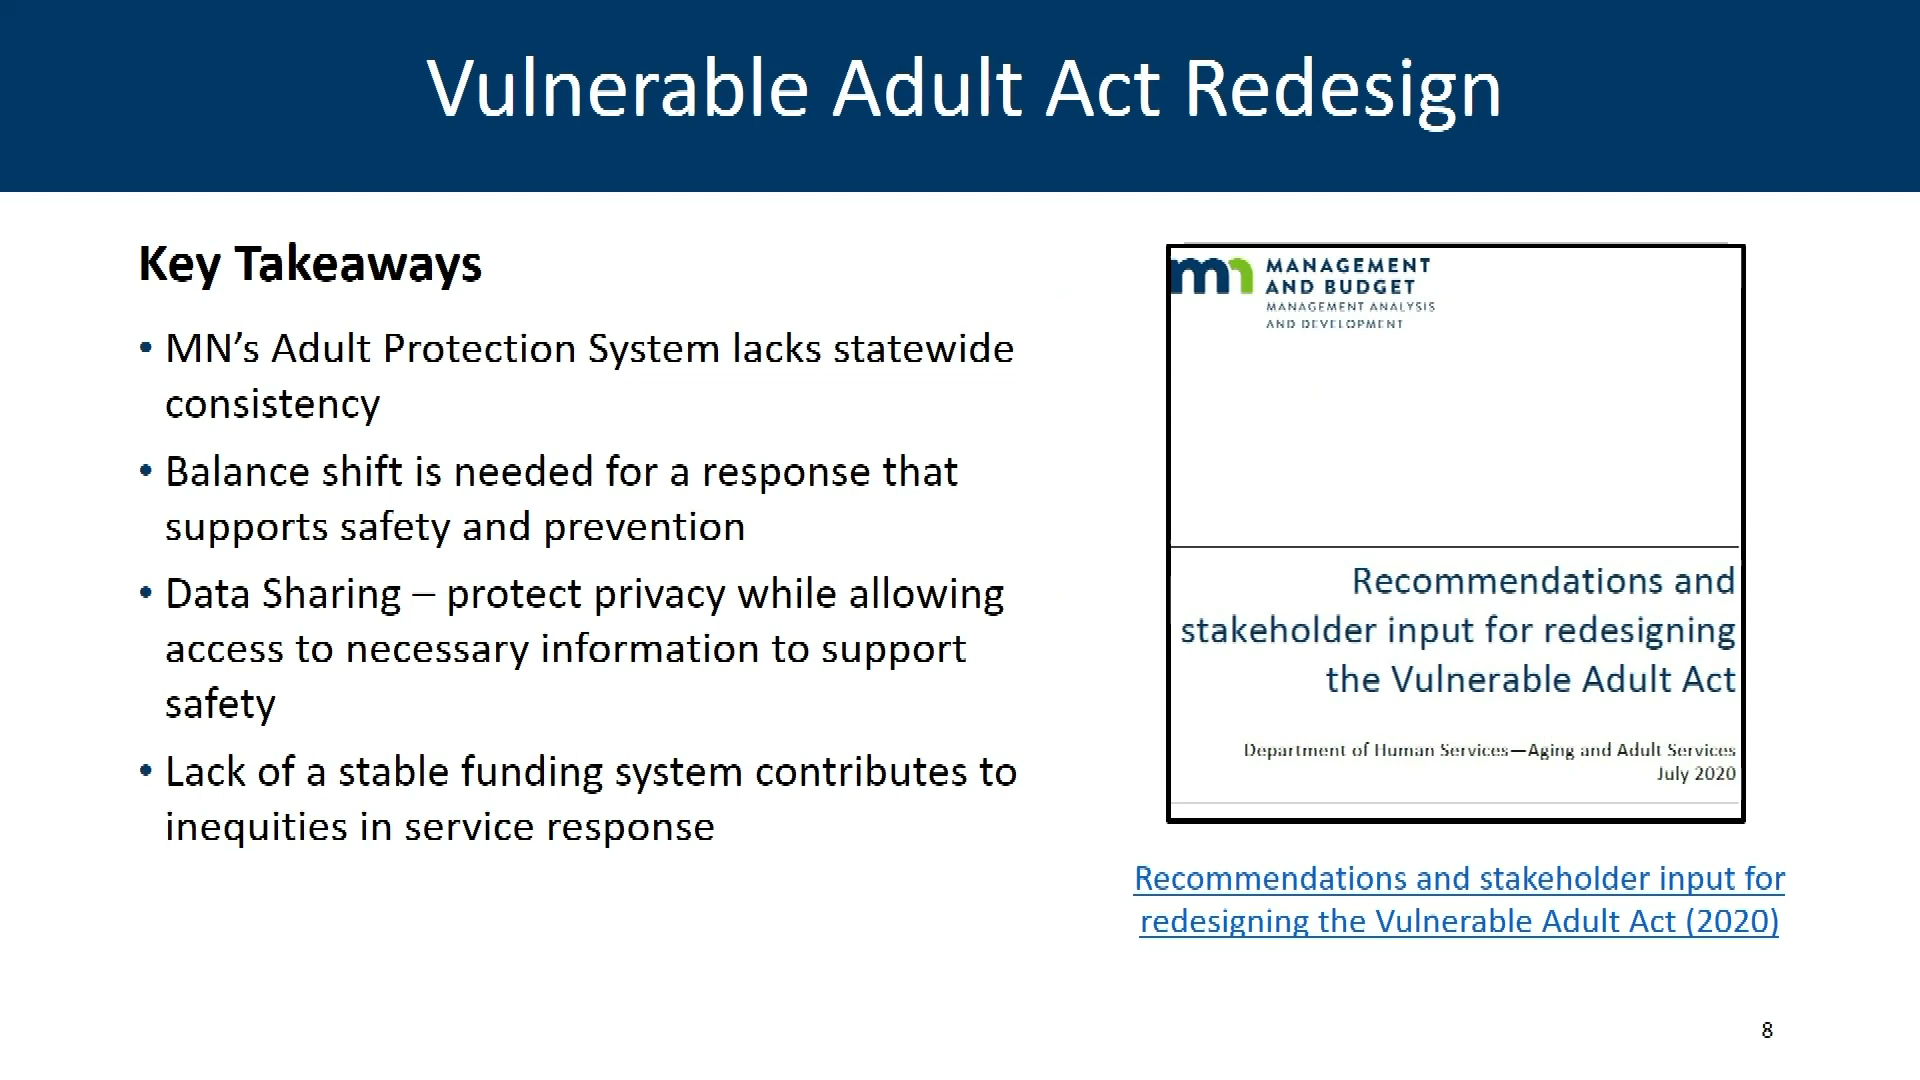 Vulnerable Adult Act Redesign
Key Takeaways
• MN's Adult Protection System lacks statewide
consistency
• Balance shift is needed for a response that
supports safety and prevention
• Data Sharing – protect privacy while allowing
access to necessary information to support
safety
• Lack of a stable funding system contributes to
inequities in service response
mn MANAGEMENT
AND BUDGET
MANAGEMENT ANALYSIS
AND DEVELOPMENT
Recommendations and
stakeholder input for redesigning
the Vulnerable Adult Act
Department of Human Services—Aging and Adult Services
July 2020
Recommendations and stakeholder input for
redesigning the Vulnerable Adult Act (2020)
8